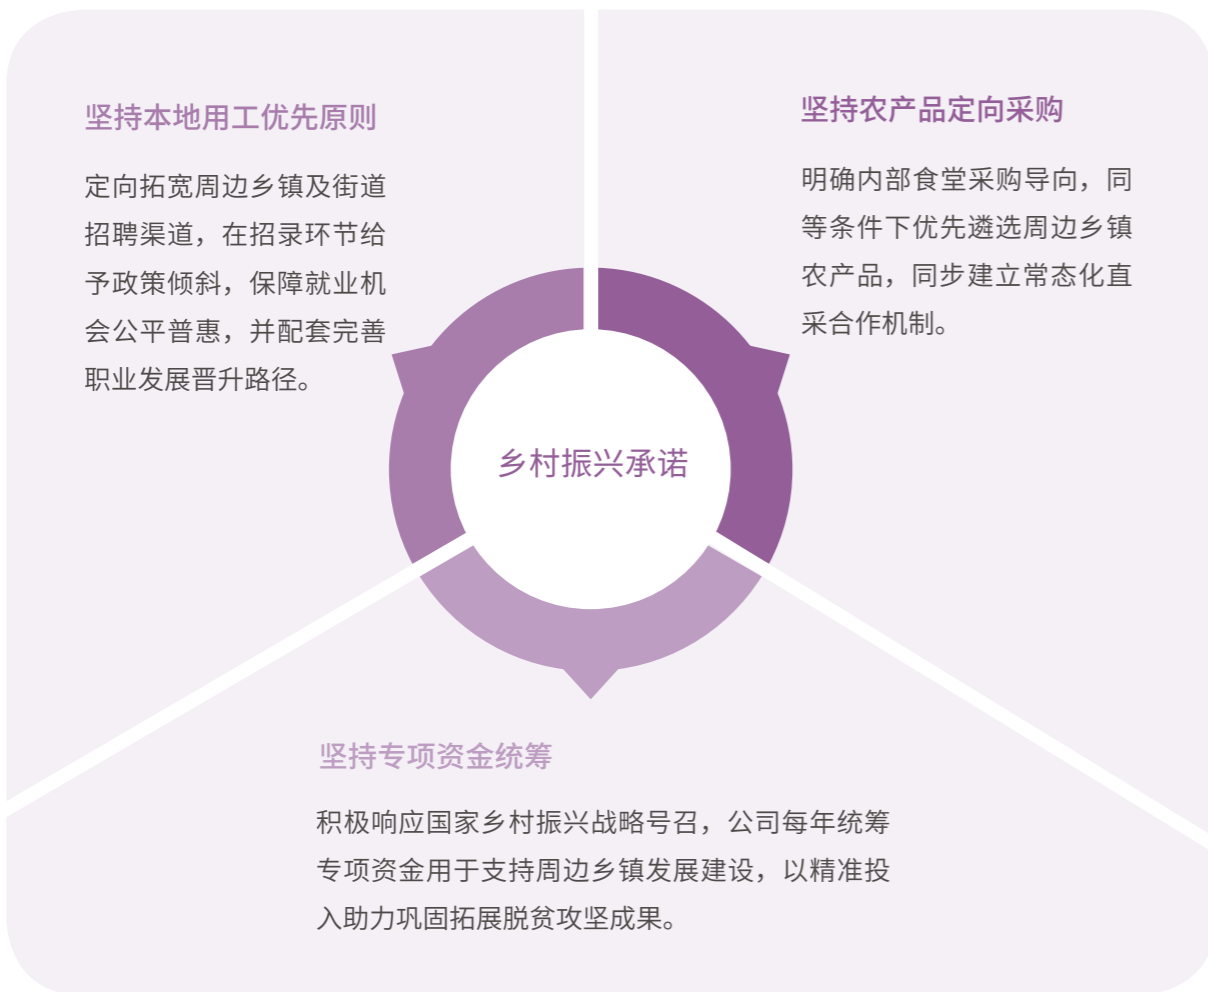 坚持本地用工优先原则
定向拓宽周边乡镇及街道
招聘渠道，在招录环节给
予政策倾斜，保障就业机
会公平普惠，并配套完善
职业发展晋升路径。
坚持农产品定向采购
明确内部食堂采购导向，同
等条件下优先遴选周边乡镇
农产品，同步建立常态化直
采合作机制。
乡村振兴承诺
坚持专项资金统筹
积极响应国家乡村振兴战略号召，公司每年统筹
专项资金用于支持周边乡镇发展建设，以精准投
入助力巩固拓展脱贫攻坚成果。